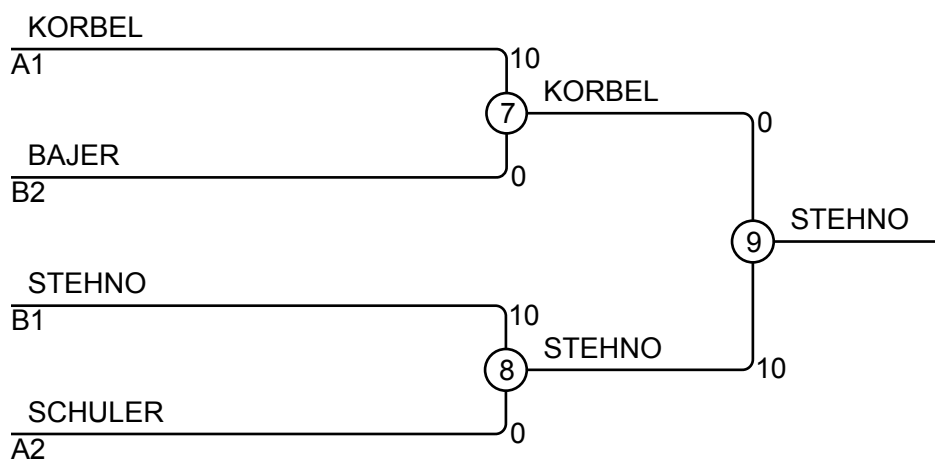 KORBEL
A1
10
7
KORBEL
0
BAJER
B2
0
9
STEHNO
STEHNO
B1
10
8
STEHNO
10
SCHULER
A2
0